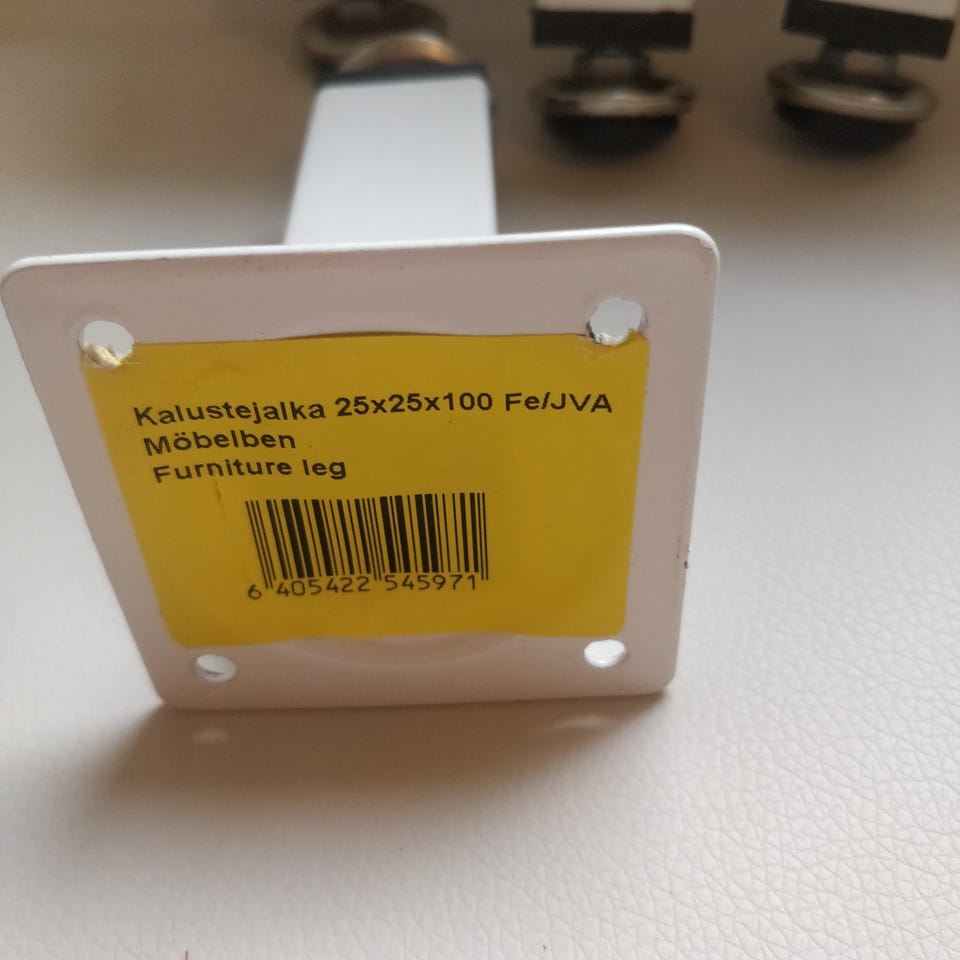 Kalustejalka 25x25x100 Fe/JVA
Möbelben
Furniture leg
6 405422 545971